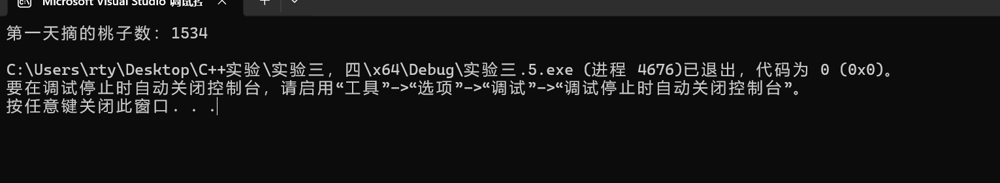 Microsoft Visual Studio 调试控
第一天摘的桃子数：1534
C:\Users\rty\Desktop\C++实验\实验三，四\x64\Debug\实验三.5.exe (进程 4676)已退出，代码为 0 (0x0)。
要在调试停止时自动关闭控制台，请启用“工具”->“选项”->“调试”->“调试停止时自动关闭控制台”。
按任意键关闭此窗口. . .